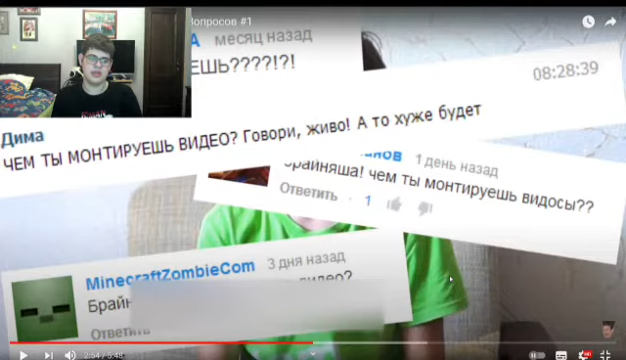 Вопросов #1
А месяц назад
ЕШЬ????!?!
08:28:39
Дима
ЧЕМ ТЫ МОНТИРУЕШЬ ВИДЕО? Говори, живо! А то хуже будет
1 день назад
Брайняша! чем ты монтируешь видосы??
Ответить · 1
MinecraftZombieCom 3 дня назад
видео?
Ответить
2:54 / 5:48